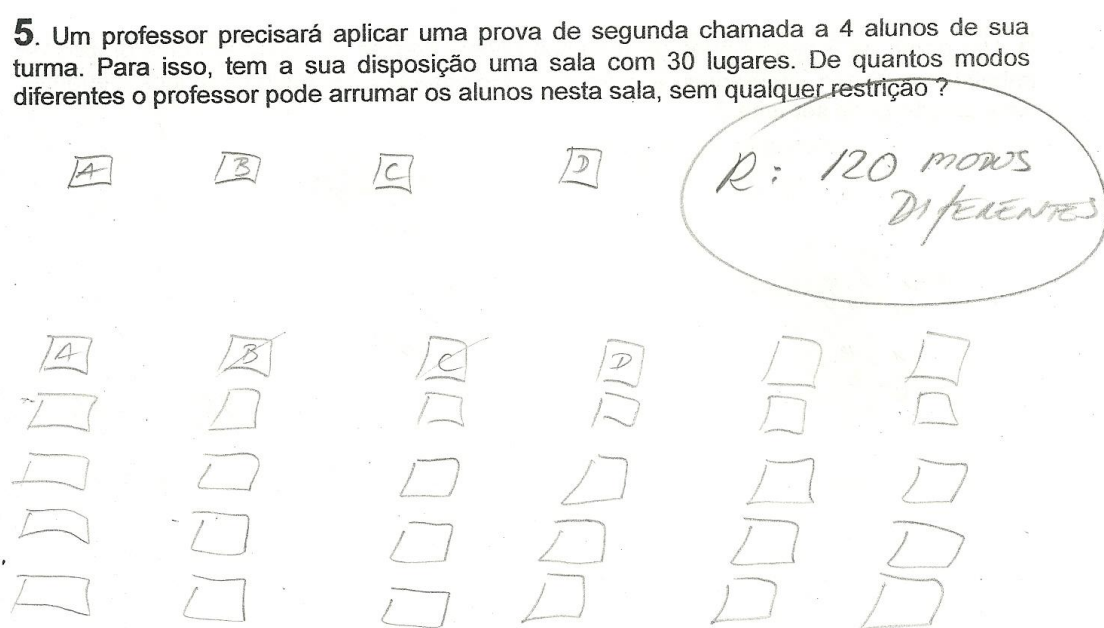 5. Um professor precisará aplicar uma prova de segunda chamada a 4 alunos de sua
turma. Para isso, tem a sua disposição uma sala com 30 lugares. De quantos modos
diferentes o professor pode arrumar os alunos nesta sala, sem qualquer restrição ?
A B C D
R: 120 MODOS
DIFERENTES
A B C D